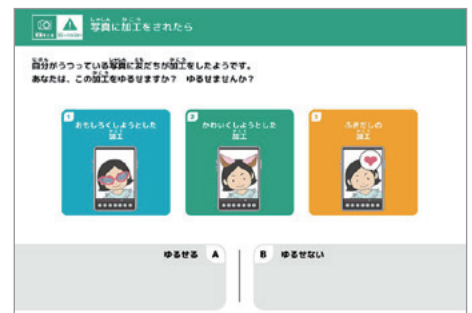 写真に加工をされたら
自分がうつっている写真に友だちが加工をしたようです。
あなたは、この加工をゆるせますか？ ゆるせませんか？
1
おもしろくしようとした
加工
2
かわいくしようとした
加工
3
ふきだしの
加工
ゆるせる A
B ゆるせない